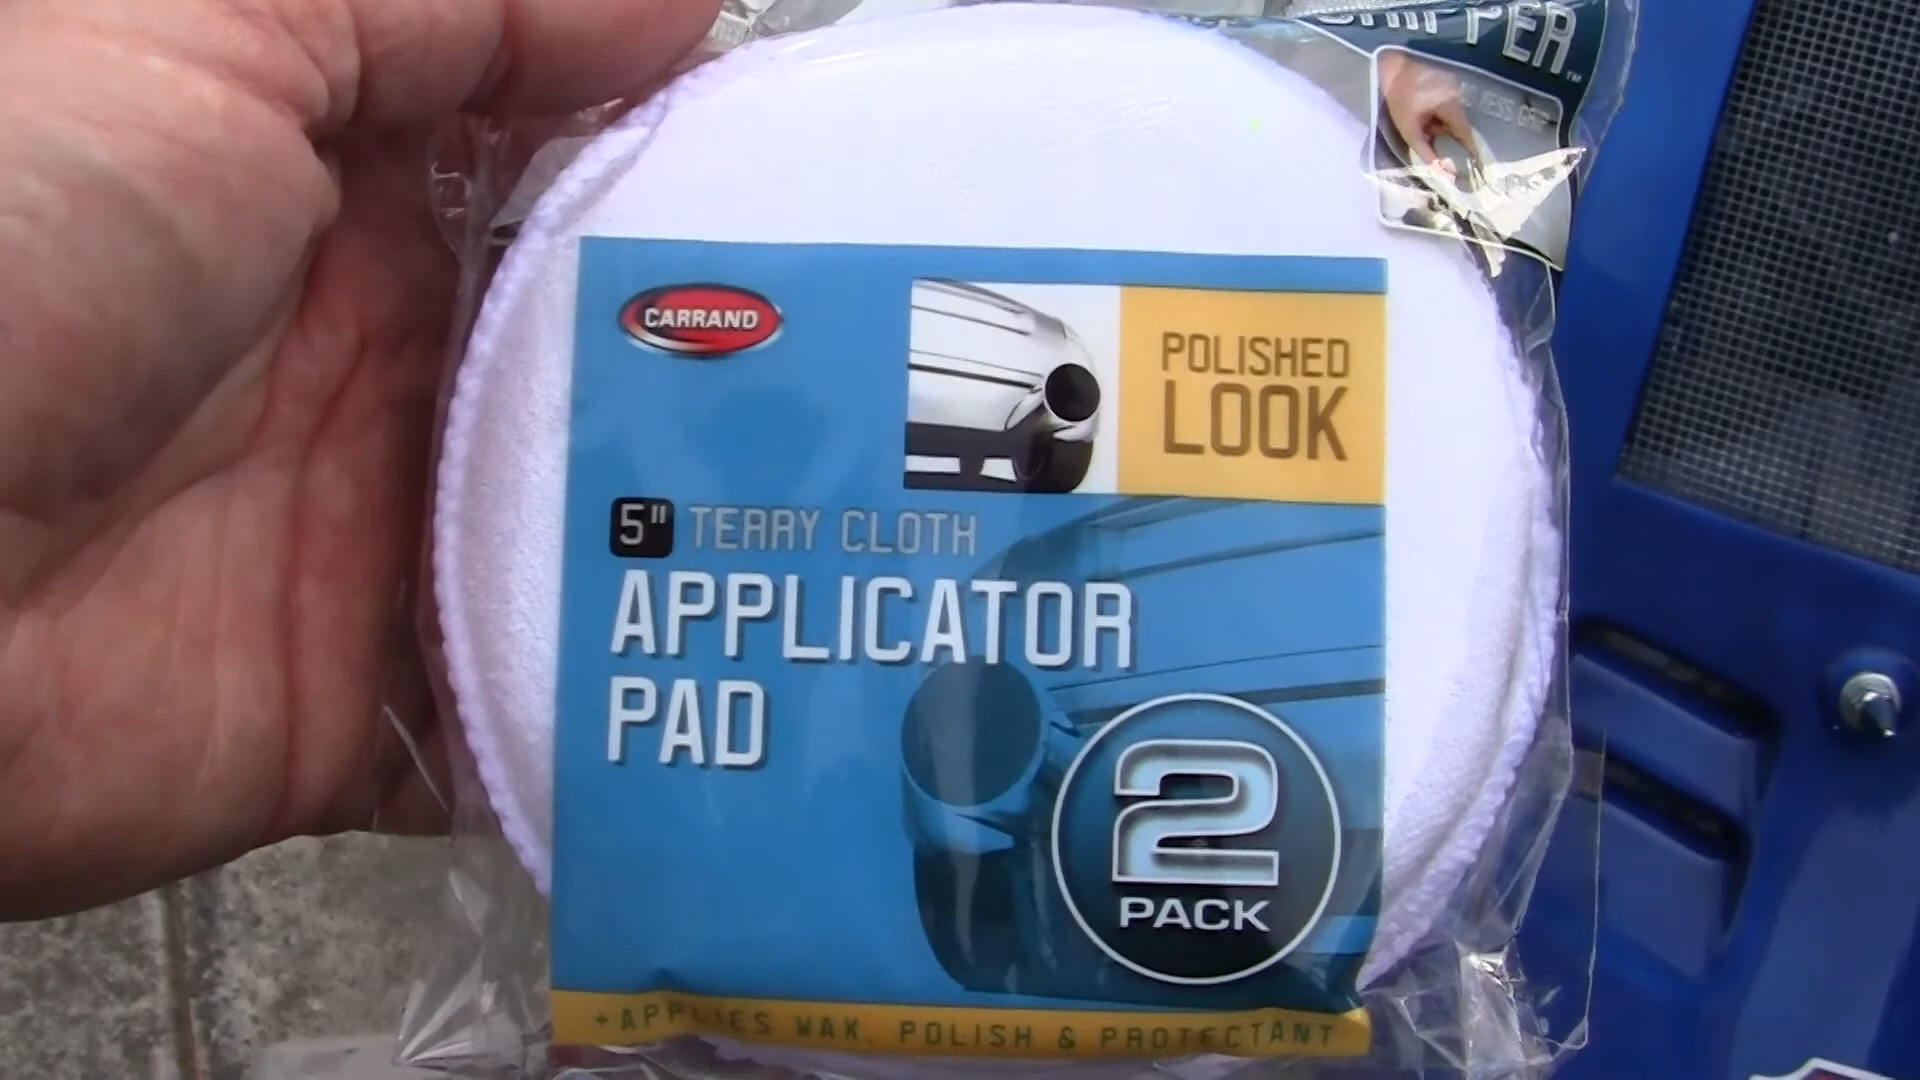 CARRAND
POLISHED
LOOK
5" TERRY CLOTH
APPLICATOR
PAD
2
PACK
+APPLIES WAX, POLISH & PROTECTANT